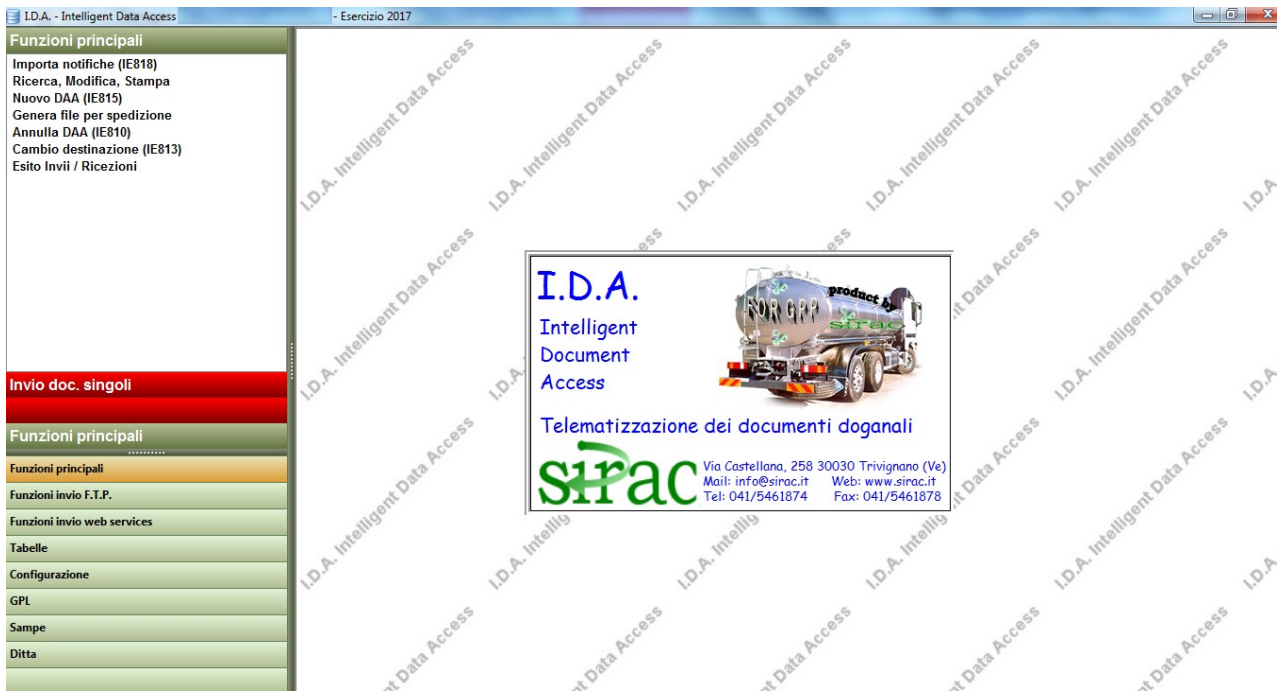 I.D.A. - Intelligent Data Access - Esercizio 2017
Funzioni principali
Importa notifiche (IE818)
Ricerca, Modifica, Stampa
Nuovo DAA (IE815)
Genera file per spedizione
Annulla DAA (IE810)
Cambio destinazione (IE813)
Esito Invii / Ricezioni
Invio doc. singoli
Funzioni principali
Funzioni principali
Funzioni invio F.T.P.
Funzioni invio web services
Tabelle
Configurazione
GPL
Sampe
Ditta
I.D.A. Intelligent Data Access
I.D.A.
Intelligent
Document
Access
product by
sirac
Telematizzazione dei documenti doganali
sirac
Via Castellana, 258 30030 Trivignano (Ve)
Mail: info@sirac.it Web: www.sirac.it
Tel: 041/5461874 Fax: 041/5461878